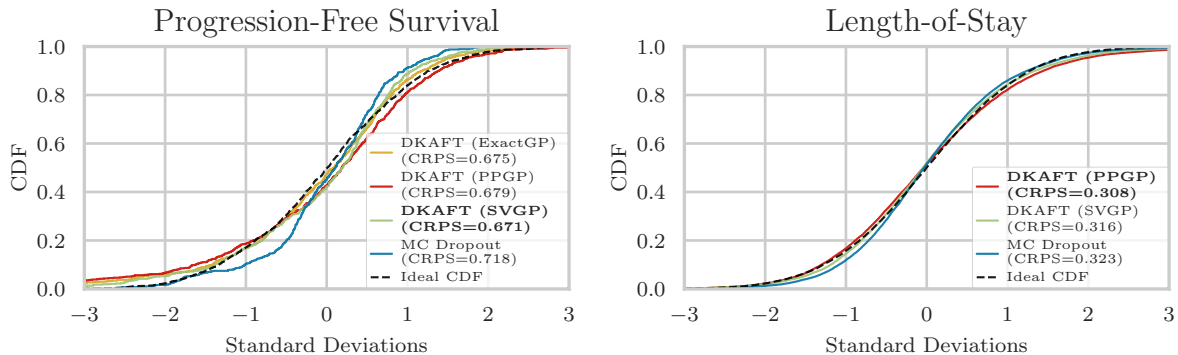 Progression-Free Survival
1.0
0.8
0.6
0.4
0.2
0.0
CDF
DKAFT (ExactGP)
(CRPS=0.675)
DKAFT (PPGP)
(CRPS=0.679)
DKAFT (SVGP)
(CRPS=0.671)
MC Dropout
(CRPS=0.718)
Ideal CDF
−3 −2 −1 0 1 2 3
Standard Deviations
Length-of-Stay
1.0
0.8
0.6
0.4
0.2
0.0
CDF
DKAFT (PPGP)
(CRPS=0.308)
DKAFT (SVGP)
(CRPS=0.316)
MC Dropout
(CRPS=0.323)
Ideal CDF
−3 −2 −1 0 1 2 3
Standard Deviations